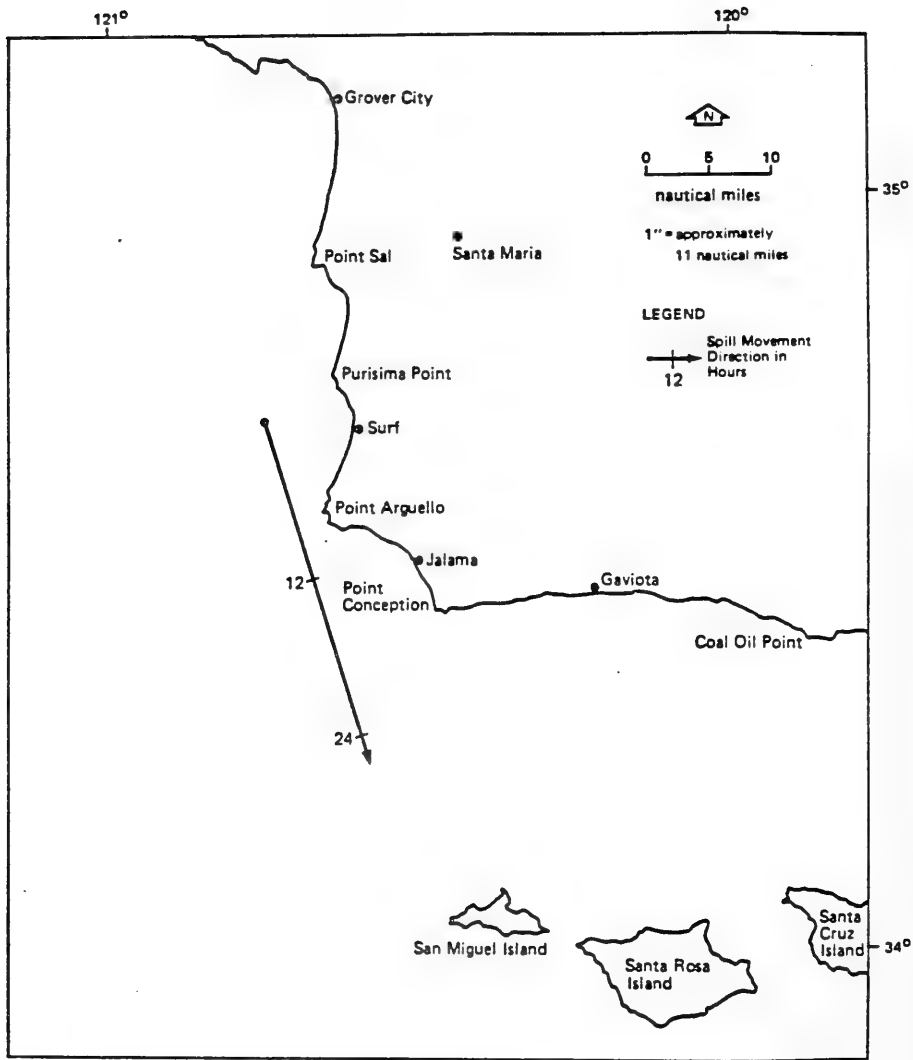 121°
120°
Grover City
N
0 5 10
nautical miles
35°
1" = approximately
11 nautical miles
Point Sal
Santa Maria
LEGEND
Spill Movement
Direction in
Hours
12
Purisima Point
Surf
Point Arguello
Jalama
12
Point
Conception
Gaviota
Coal Oil Point
24
San Miguel Island
Santa Rosa
Island
Santa
Cruz
Island
34°